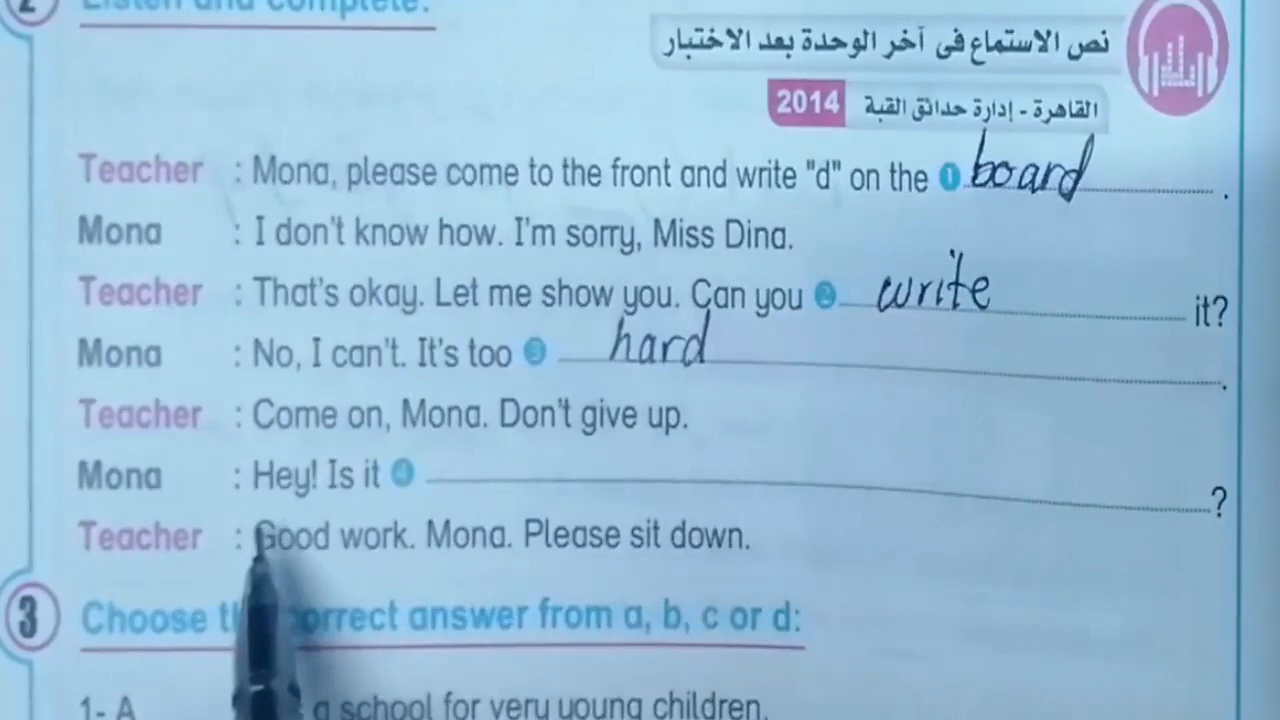 2 Listen and complete:
نص الاستماع فى آخر الوحدة بعد الاختبار
القاهرة - إدارة حدائق القبة 2014
Teacher : Mona, please come to the front and write "d" on the 1 board .
Mona : I don't know how. I'm sorry, Miss Dina.
Teacher : That's okay. Let me show you. Can you 2 write it?
Mona : No, I can't. It's too 3 hard .
Teacher : Come on, Mona. Don't give up.
Mona : Hey! Is it 4 ?
Teacher : Good work. Mona. Please sit down.
3 Choose the correct answer from a, b, c or d:
1- A a school for very young children.